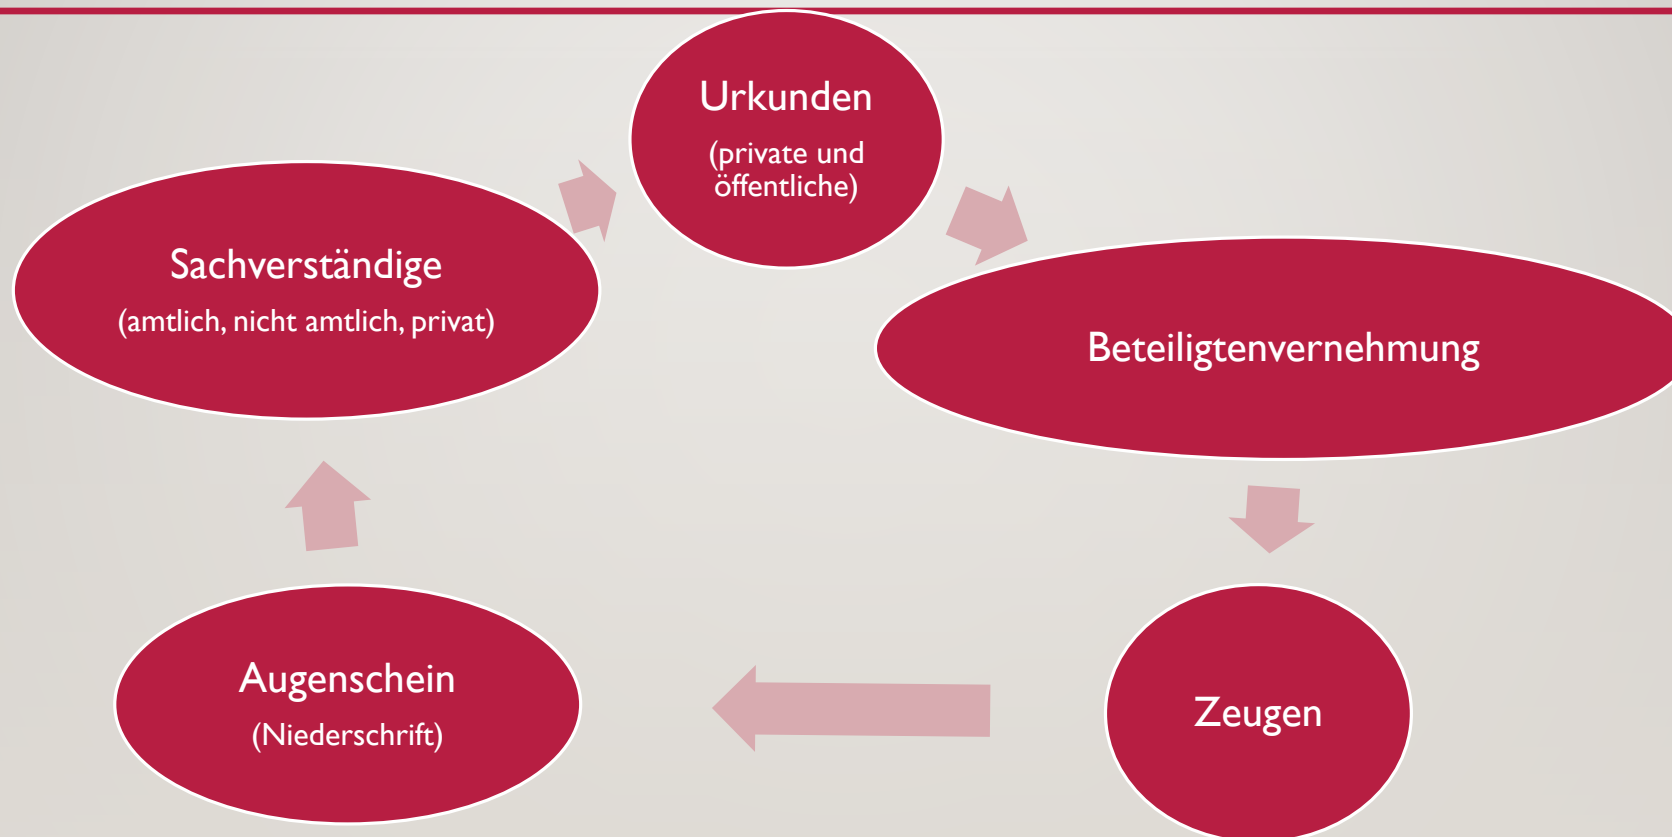 Urkunden
(private und
öffentliche)
Sachverständige
(amtlich, nicht amtlich, privat)
Beteiligtenvernehmung
Augenschein
(Niederschrift)
Zeugen